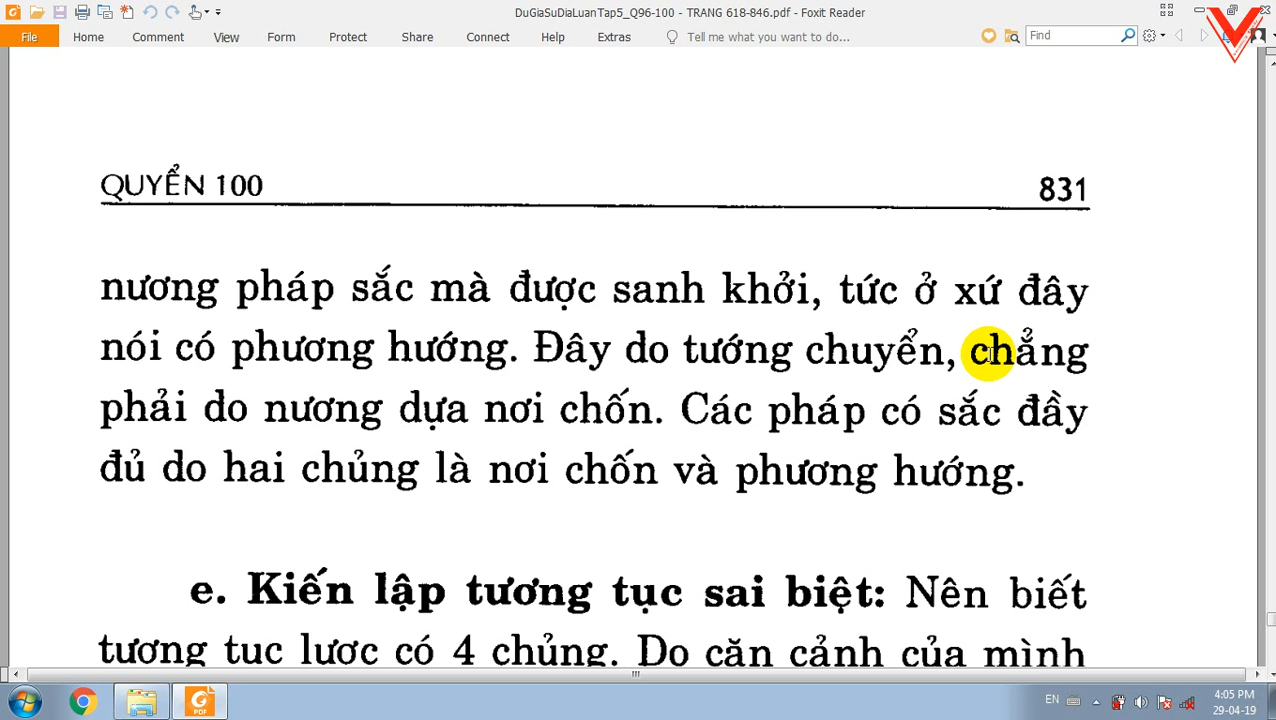 DuGiaSuDiaLuanTap5_Q96-100 - TRANG 618-846.pdf - Foxit Reader
File Home Comment View Form Protect Share Connect Help Extras Tell me what you want to do... Find
QUYỂN 100 831
nương pháp sắc mà được sanh khởi, tức ở xứ đây
nói có phương hướng. Đây do tướng chuyển, chẳng
phải do nương dựa nơi chốn. Các pháp có sắc đầy
đủ do hai chủng là nơi chốn và phương hướng.
e. Kiến lập tương tục sai biệt: Nên biết
tương tục lược có 4 chủng. Do căn cảnh của mình
EN 4:05 PM
29-04-19